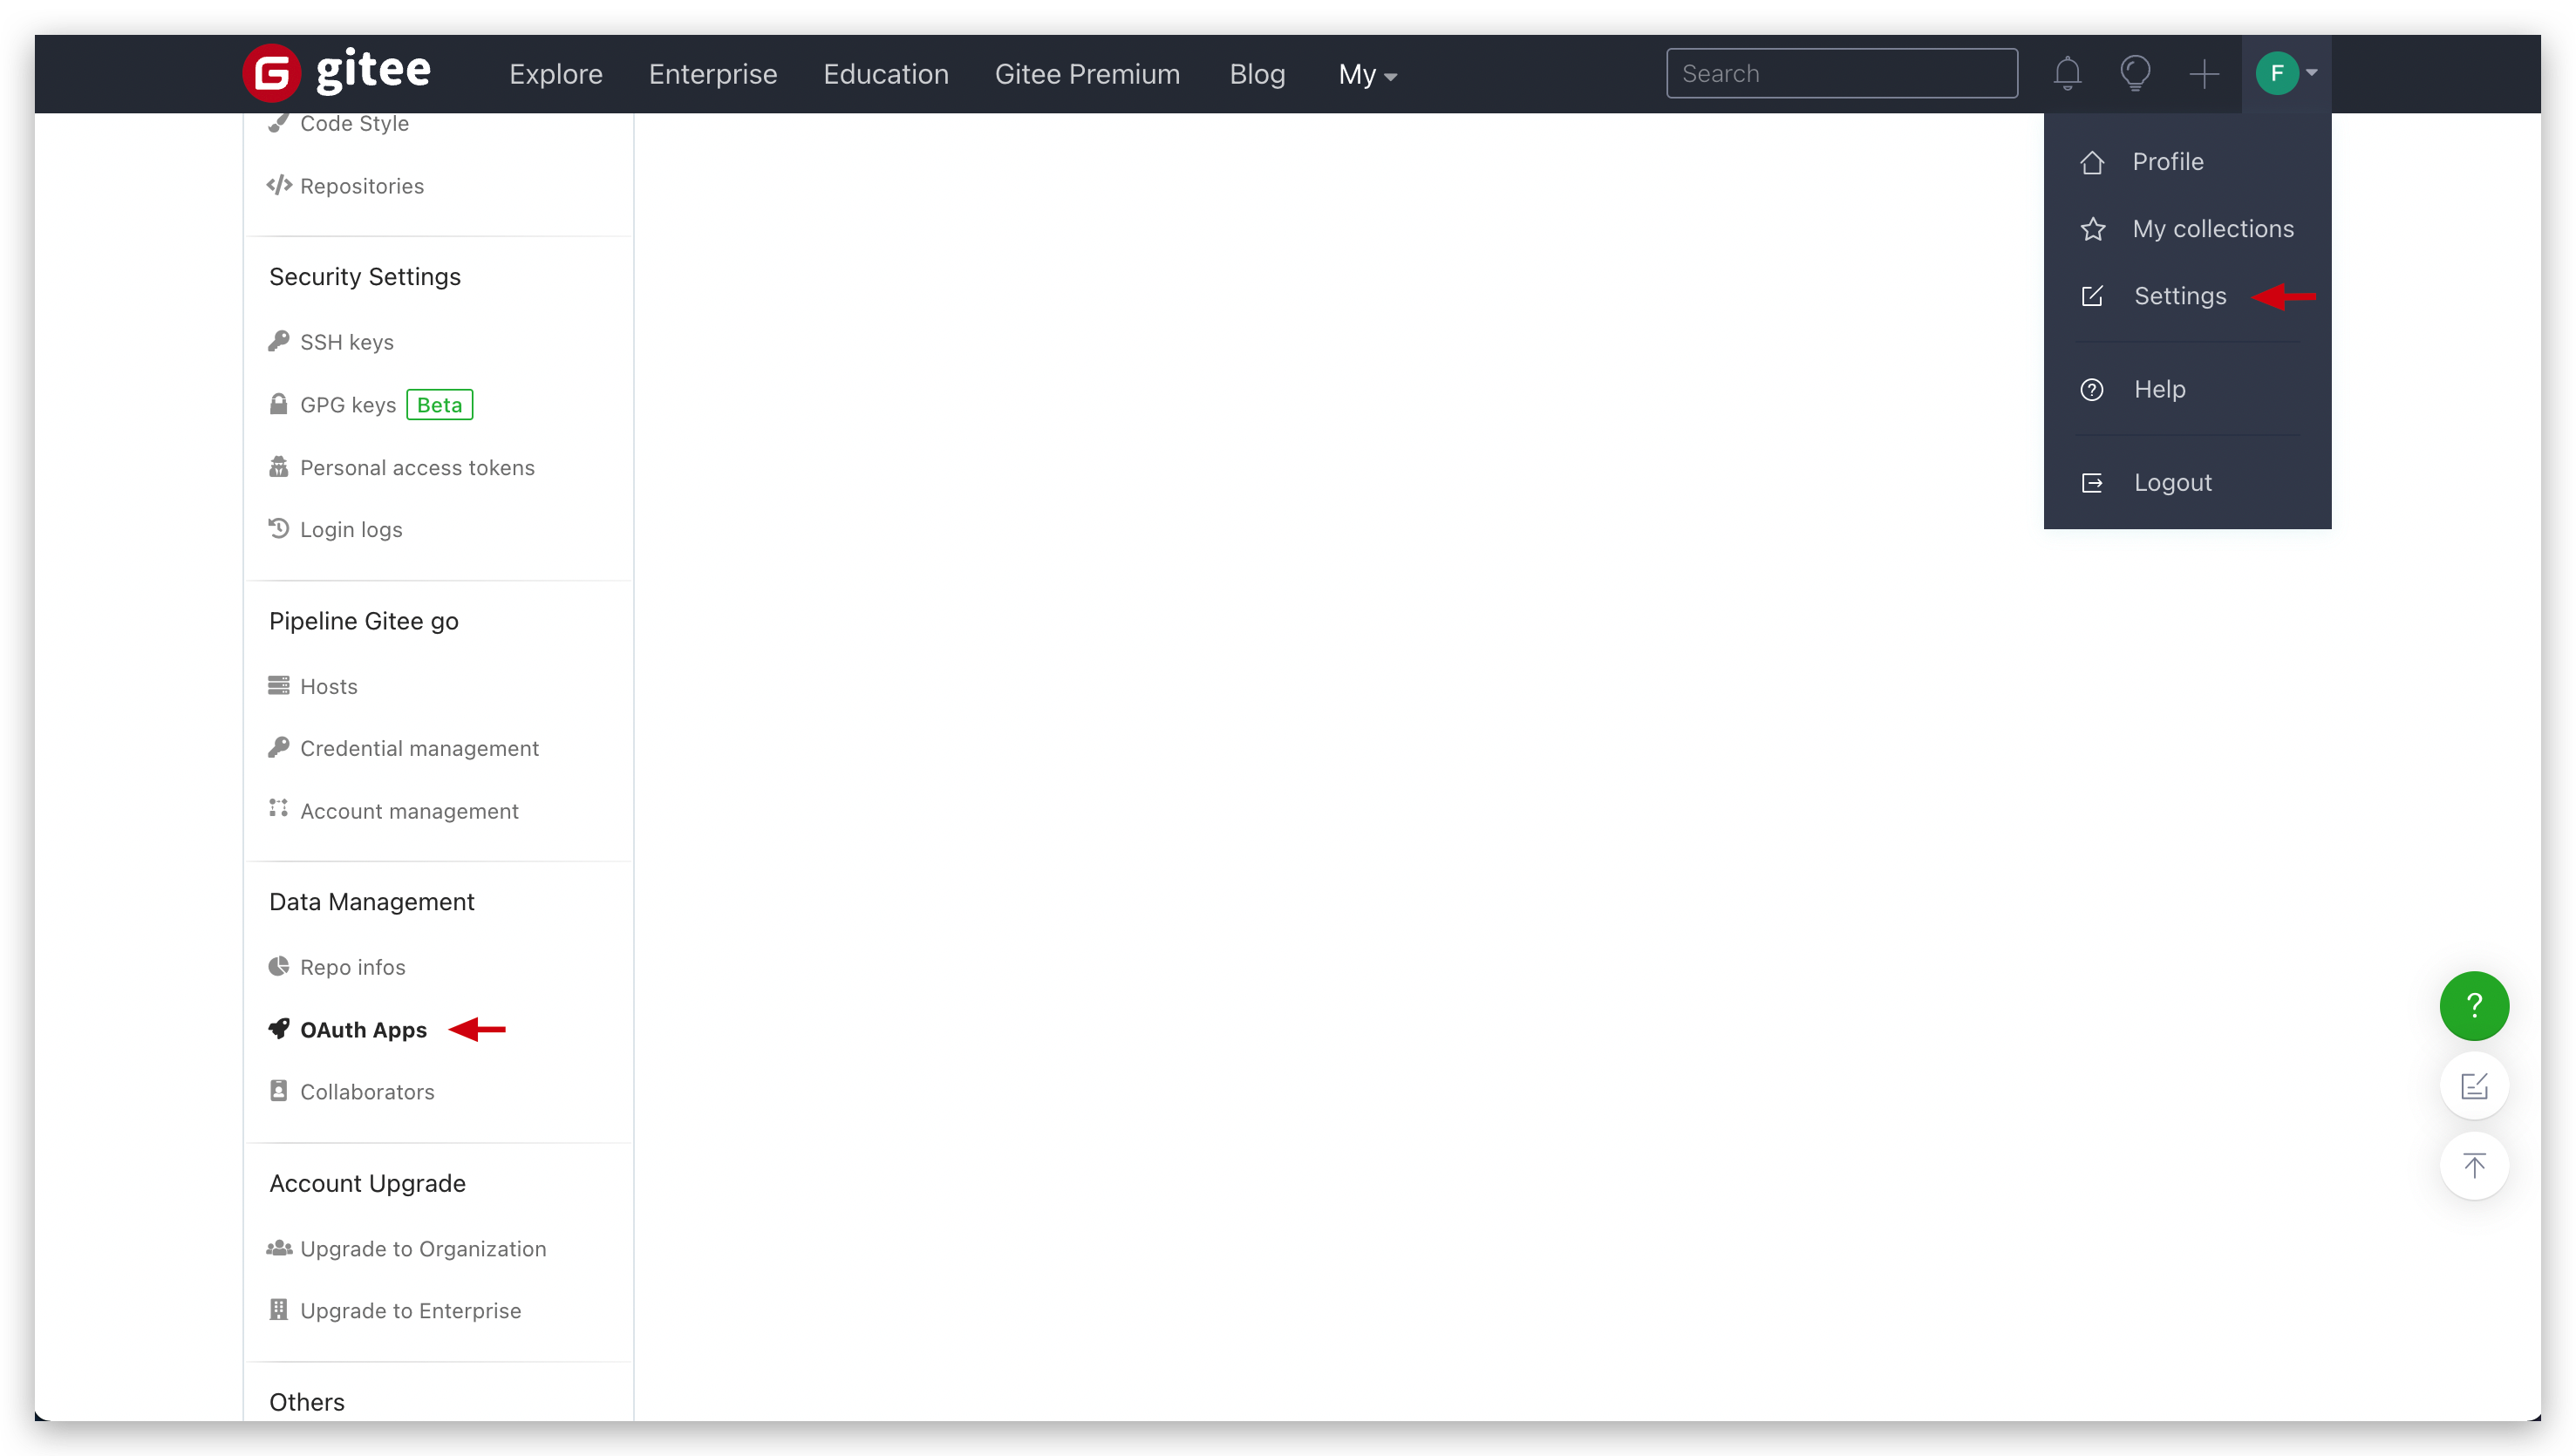 gitee
Explore Enterprise Education Gitee Premium Blog My Search F
Code Style
Repositories
Security Settings
SSH keys
GPG keys Beta
Personal access tokens
Login logs
Pipeline Gitee go
Hosts
Credential management
Account management
Data Management
Repo infos
OAuth Apps
Collaborators
Account Upgrade
Upgrade to Organization
Upgrade to Enterprise
Others
Profile
My collections
Settings
Help
Logout
?